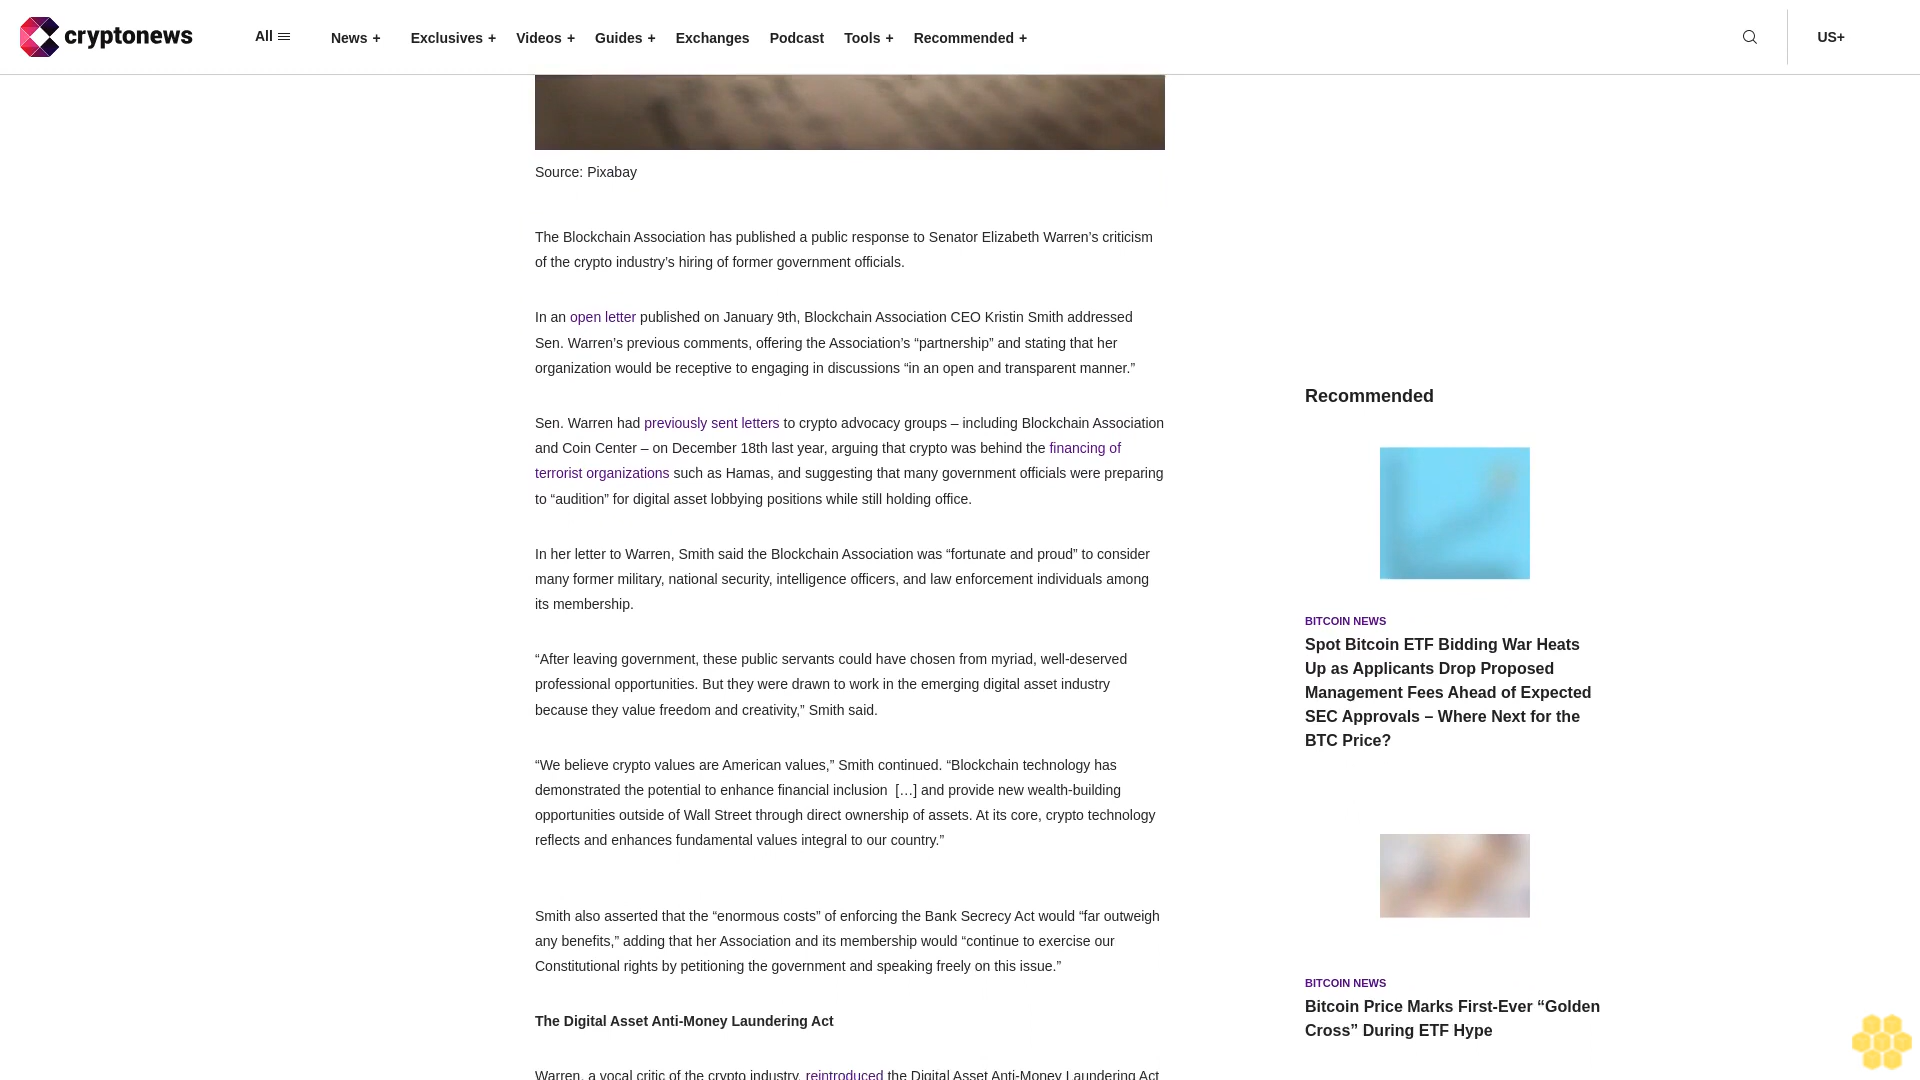 cryptonews
All
News +
Exclusives +
Videos +
Guides +
Exchanges
Podcast
Tools +
Recommended +
US+
Source: Pixabay
The Blockchain Association has published a public response to Senator Elizabeth Warren’s criticism
of the crypto industry’s hiring of former government officials.
In an open letter published on January 9th, Blockchain Association CEO Kristin Smith addressed
Sen. Warren’s previous comments, offering the Association’s “partnership” and stating that her
organization would be receptive to engaging in discussions “in an open and transparent manner.”
Sen. Warren had previously sent letters to crypto advocacy groups – including Blockchain Association
and Coin Center – on December 18th last year, arguing that crypto was behind the financing of
terrorist organizations such as Hamas, and suggesting that many government officials were preparing
to “audition” for digital asset lobbying positions while still holding office.
In her letter to Warren, Smith said the Blockchain Association was “fortunate and proud” to consider
many former military, national security, intelligence officers, and law enforcement individuals among
its membership.
“After leaving government, these public servants could have chosen from myriad, well-deserved
professional opportunities. But they were drawn to work in the emerging digital asset industry
because they value freedom and creativity,” Smith said.
“We believe crypto values are American values,” Smith continued. “Blockchain technology has
demonstrated the potential to enhance financial inclusion  […] and provide new wealth-building
opportunities outside of Wall Street through direct ownership of assets. At its core, crypto technology
reflects and enhances fundamental values integral to our country.”
Smith also asserted that the “enormous costs” of enforcing the Bank Secrecy Act would “far outweigh
any benefits,” adding that her Association and its membership would “continue to exercise our
Constitutional rights by petitioning the government and speaking freely on this issue.”
The Digital Asset Anti-Money Laundering Act
Warren, a vocal critic of the crypto industry, reintroduced the Digital Asset Anti-Money Laundering Act
Recommended
BITCOIN NEWS
Spot Bitcoin ETF Bidding War Heats
Up as Applicants Drop Proposed
Management Fees Ahead of Expected
SEC Approvals – Where Next for the
BTC Price?
BITCOIN NEWS
Bitcoin Price Marks First-Ever “Golden
Cross” During ETF Hype